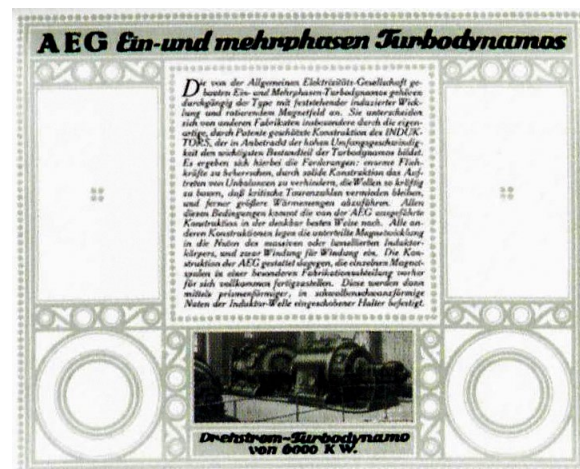 AEG Ein-und mehrphasen Turbodynamos
Die von der Allgemeinen Elektrizitäts-Gesellschaft ge-
bauten Ein- und Mehrphasen-Turbodynamos gehören
durchgängig der Type mit feststehender induzierter Wick-
lung und rotierendem Magnetfeld an. Sie unterscheiden
sich von anderen Fabrikaten insbesondere durch die eigen-
artige, durch Patente geschützte Konstruktion des INDUK-
TORS, der in Anbetracht der hohen Umfangsgeschwindig-
keit den wichtigsten Bestandteil der Turbodynamos bildet.
Es ergeben sich hierbei die Forderungen: enorme Flieh-
kräfte zu beherrschen, durch solide Konstruktion das Auf-
treten von Unbalancen zu verhindern, die Wellen so kräftig
zu bauen, daß kritische Tourenzahlen vermieden bleiben,
und ferner größere Wärmemengen abzuführen. Allen
diesen Bedingungen kommt die von der AEG ausgeführte
Konstruktion in der denkbar besten Weise nach. Alle an-
deren Konstruktionen legen die unterteilte Magnetwicklung
in die Nuten des massiven oder lamellierten Induktor-
körpers, und zwar Windung für Windung ein. Die Kon-
struktion der AEG gestattet dagegen, die einzelnen Magnet-
spulen in einer besonderen Fabrikationsabteilung vorher
für sich vollkommen fertigzustellen. Diese werden dann
mittels prismenförmiger, in schwalbenschwanzförmige
Nuten der Induktor-Welle eingeschobener Halter befestigt.
Drehstrom-Turbodynamo
von 6000 KW.